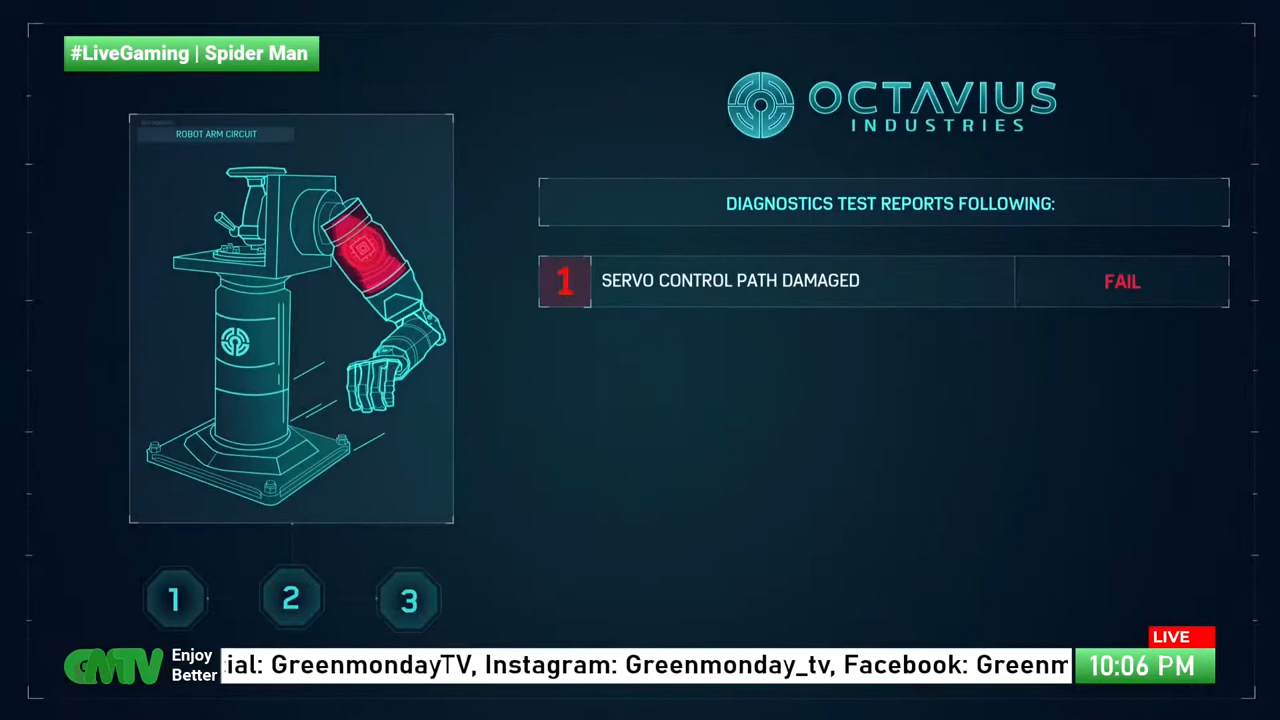 #LiveGaming | Spider Man
OCTAVIUS
INDUSTRIES
ROBOT ARM CIRCUIT
DIAGNOSTICS TEST REPORTS FOLLOWING:
1 SERVO CONTROL PATH DAMAGED FAIL
1 2 3
LIVE
GMTV Enjoy
Better
ial: GreenmondayTV, Instagram: Greenmonday_tv, Facebook: Greenm
10:06 PM